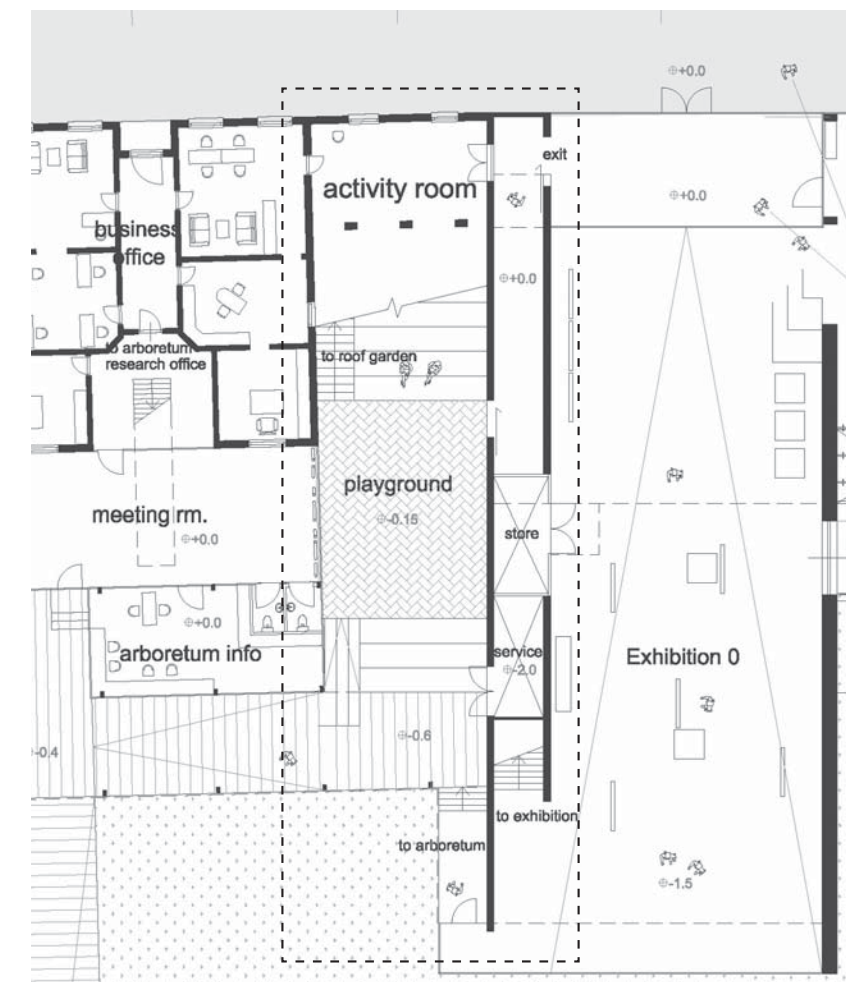 +0.0
exit
+0.0
activity room
business
office
+0.0
to arboretum
research office
to roof garden
playground
-0.15
meeting rm.
+0.0
store
+0.0
arboretum info
service
-2.0
Exhibition 0
-0.6
-0.4
to exhibition
to arboretum
-1.5